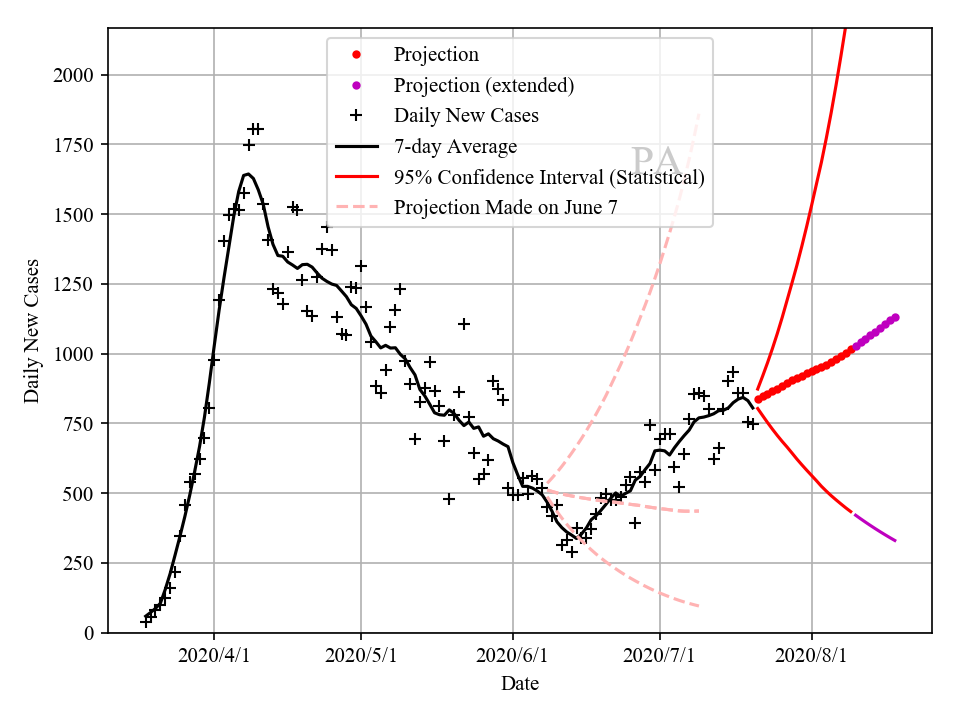 Projection
Projection (extended)
Daily New Cases
7-day Average
95% Confidence Interval (Statistical)
Projection Made on June 7
PA
Daily New Cases
2000
1750
1500
1250
1000
750
500
250
0
2020/4/1
2020/5/1
2020/6/1
2020/7/1
2020/8/1
Date